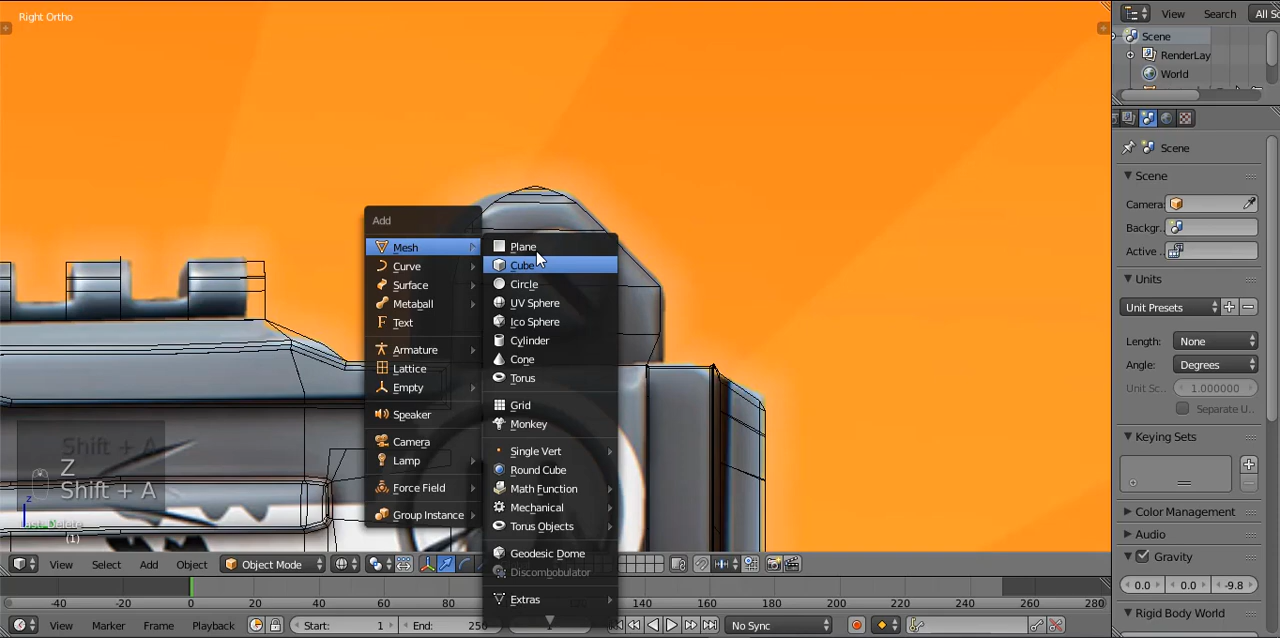 Right Ortho
View Search All Sc
Scene
RenderLay
World
Scene
Scene
Camera:
Backgr..
Active ..
Units
Unit Presets
Length: None
Angle: Degrees
Unit Sc.. 1.000000
Separate U..
Keying Sets
Color Management
Audio
Gravity
0.0 0.0 -9.8
Rigid Body World
Add
Mesh
Curve
Surface
Metaball
Text
Armature
Lattice
Empty
Speaker
Camera
Lamp
Force Field
Group Instance
Plane
Cube
Circle
UV Sphere
Ico Sphere
Cylinder
Cone
Torus
Grid
Monkey
Single Vert
Round Cube
Math Function
Mechanical
Torus Objects
Geodesic Dome
Discombobulator
Extras
Shift + A
Z
Shift + A
z
Last: Delete
(1)
View Select Add Object Object Mode
-40 -20 0 20 40 60 80 140 160 180 200 220 240 260 280
View Marker Frame Playback Start: 1 End: 250 1 No Sync